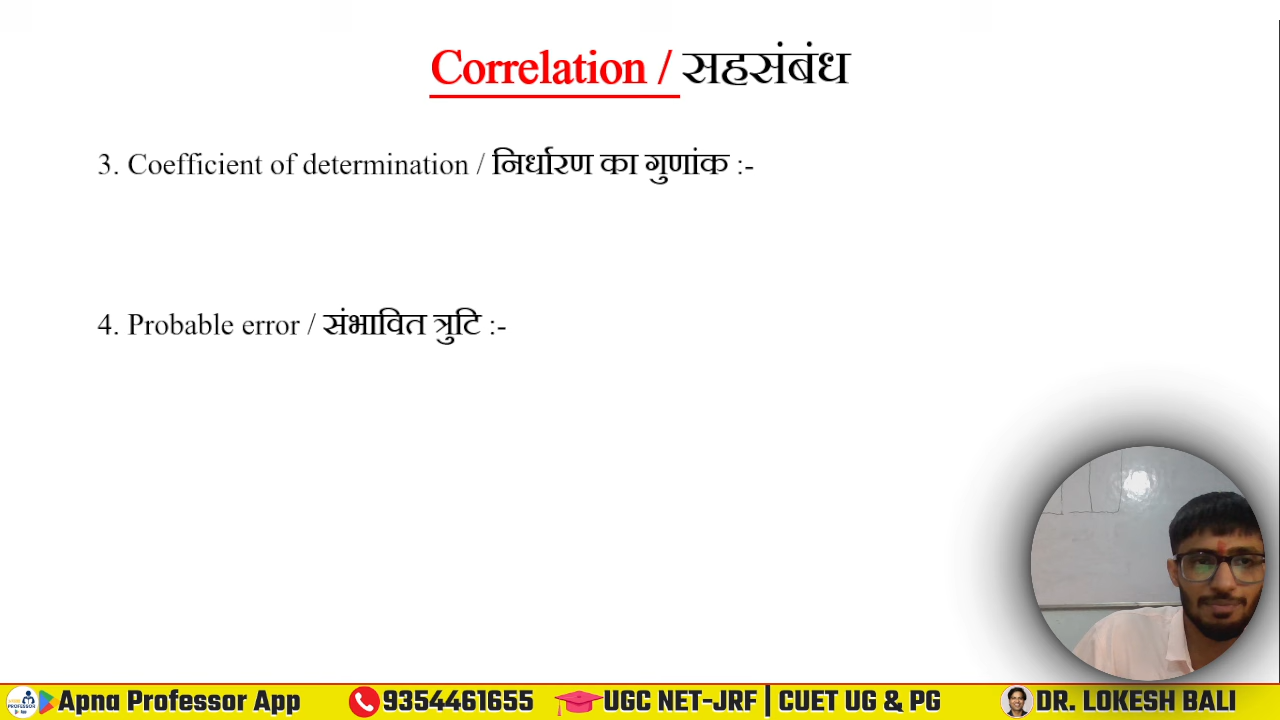 Correlation / सहसंबंध
3. Coefficient of determination / निर्धारण का गुणांक :-
4. Probable error / संभावित त्रुटि :-
Apna Professor App 9354461655 UGC NET-JRF | CUET UG & PG DR. LOKESH BALI